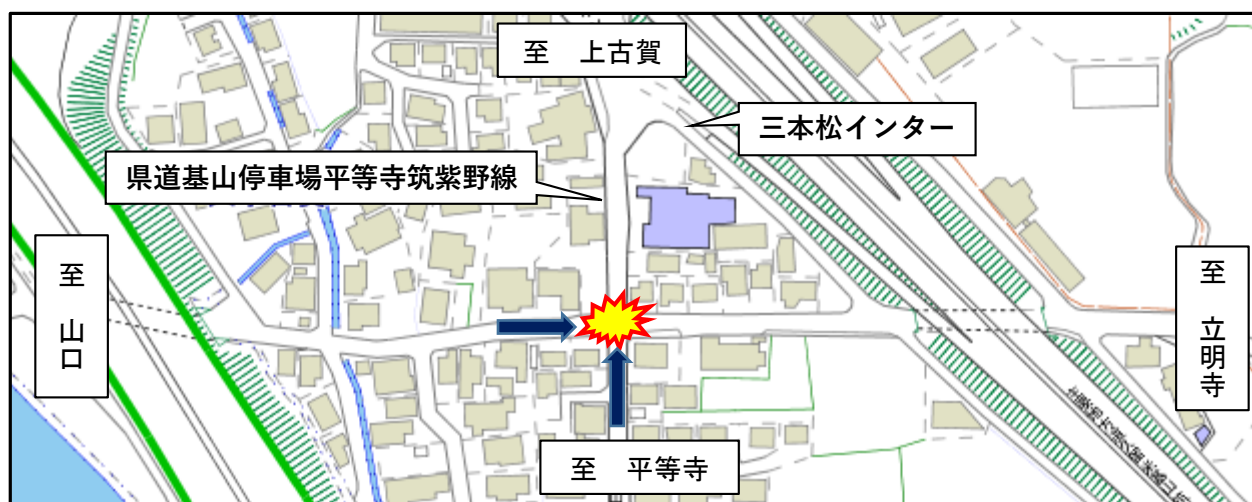 至 上古賀
三本松インター
県道基山停車場平等寺筑紫野線
至 山口
至 立明寺
至 平等寺